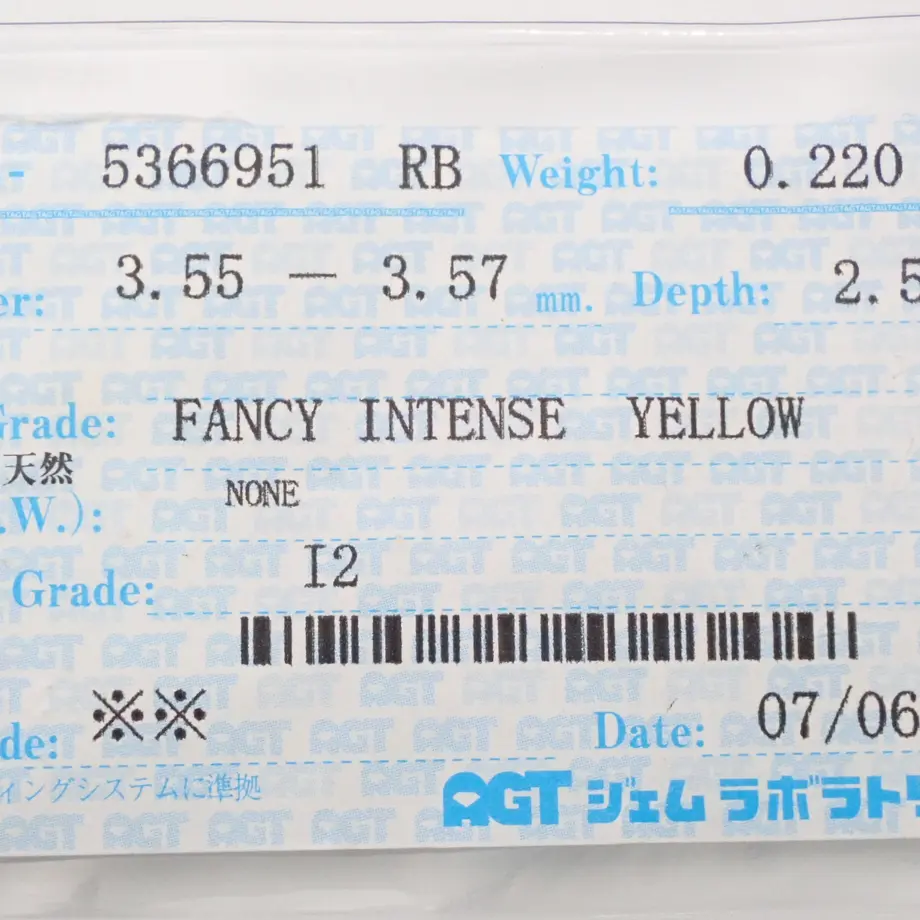 - 5366951 RB Weight: 0.220
er: 3.55 — 3.57 mm. Depth: 2.5
Grade: FANCY INTENSE YELLOW
天然
.W.): NONE
Grade: I2
de: ※※ Date: 07/06
ィングシステムに準拠
AGT ジェムラボラト